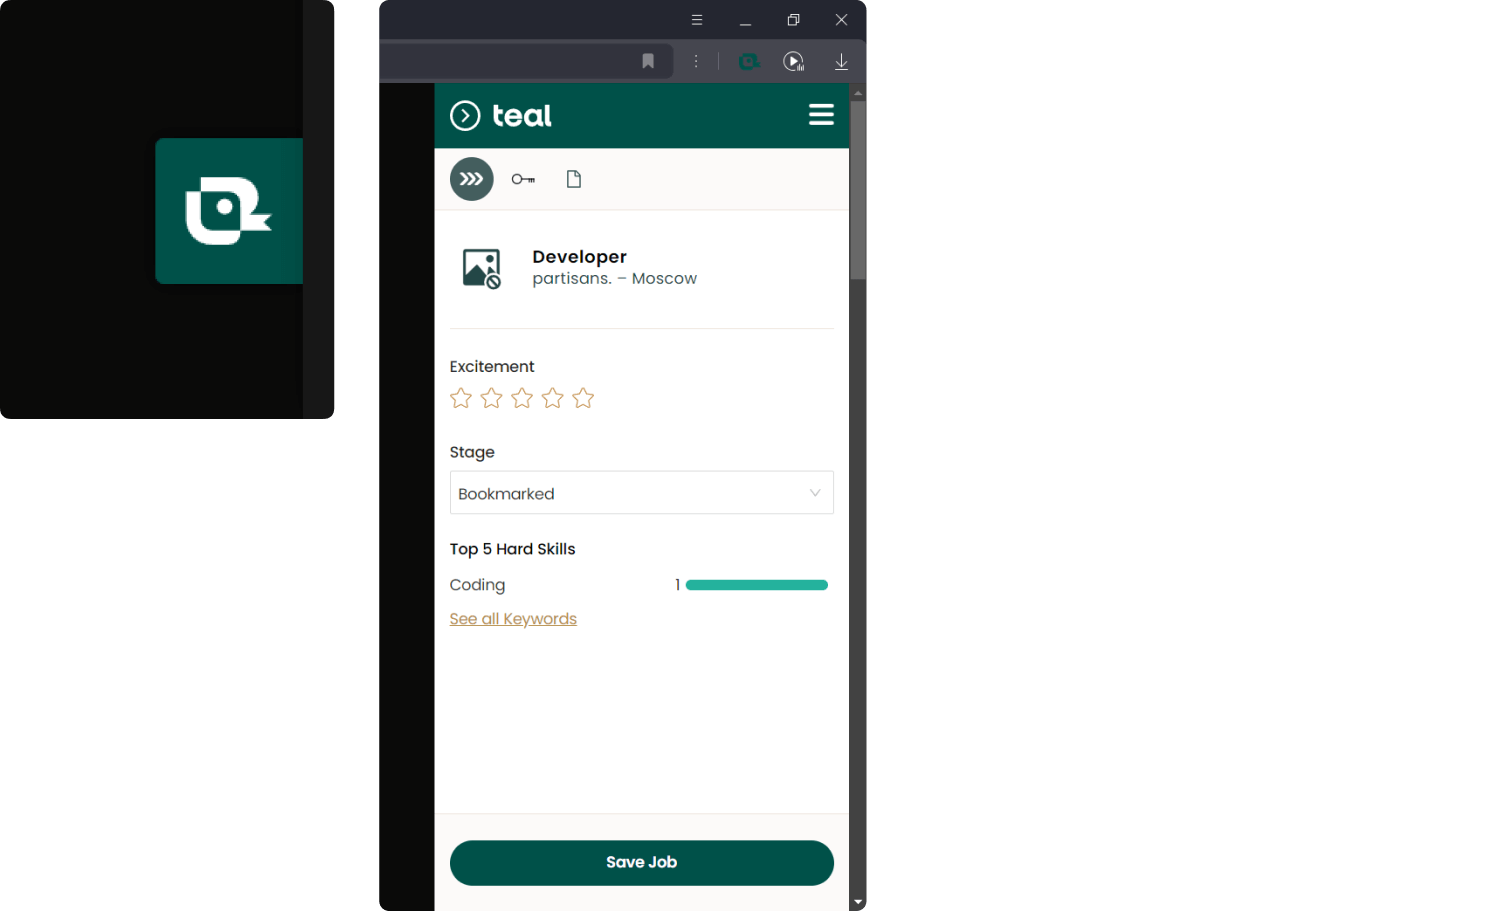 teal
Developer
partisans. – Moscow
Excitement
Stage
Bookmarked
Top 5 Hard Skills
Coding 1
See all Keywords
Save Job